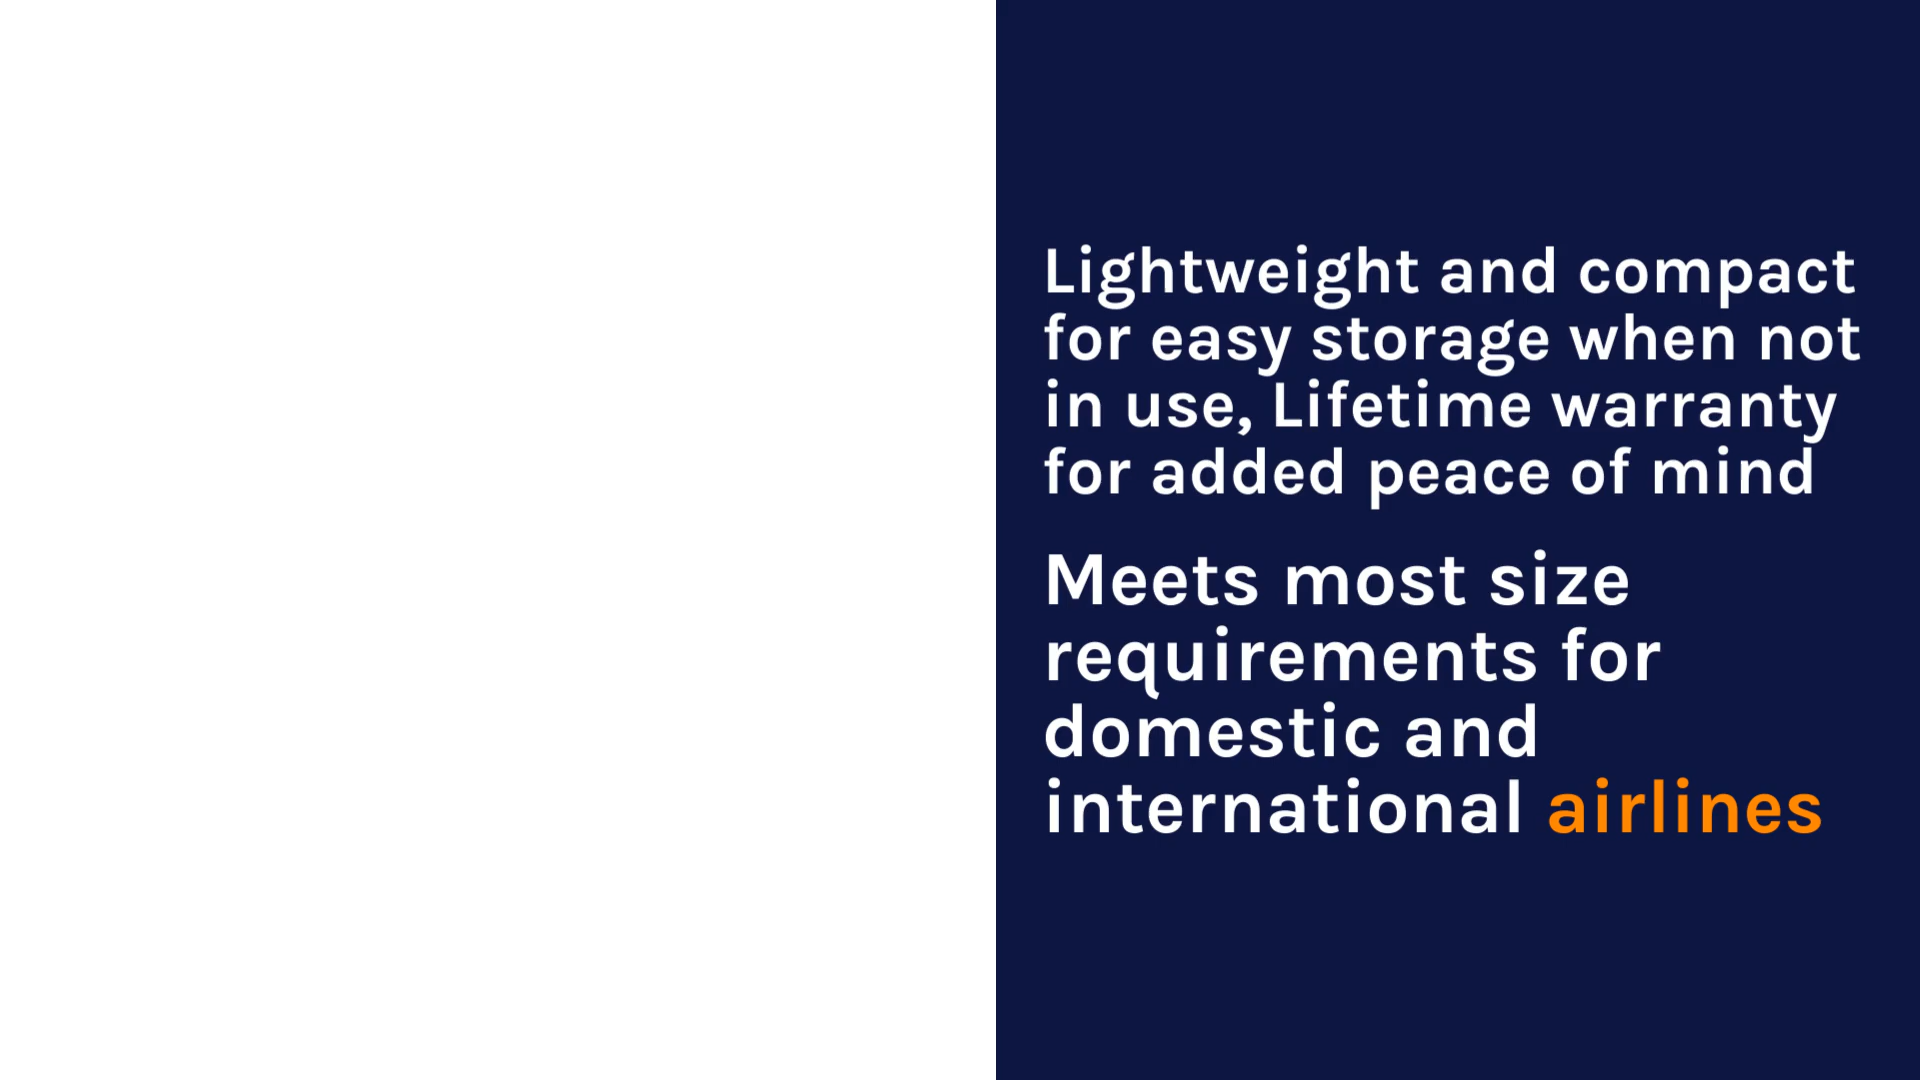 Lightweight and compact
for easy storage when not
in use, Lifetime warranty
for added peace of mind
Meets most size
requirements for
domestic and
international airlines